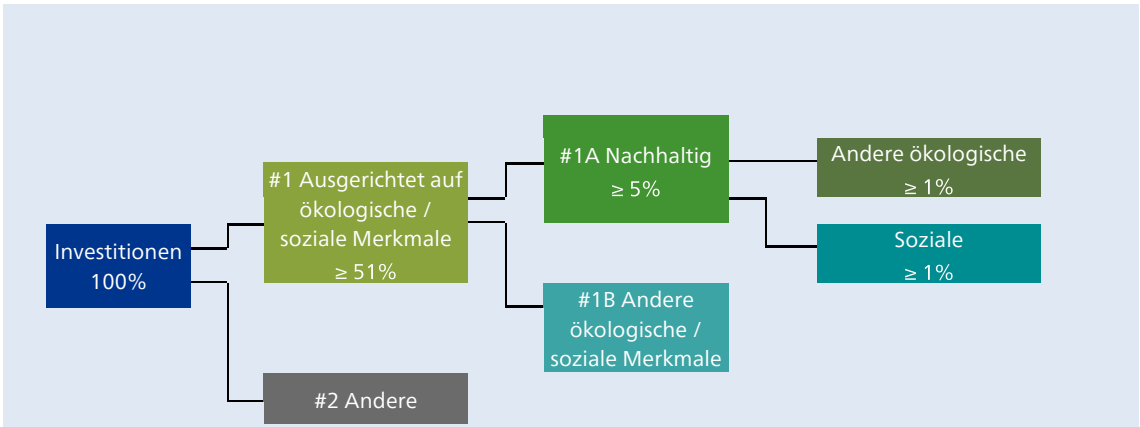 Investitionen
100%
#1 Ausgerichtet auf
ökologische /
soziale Merkmale
≥ 51%
#2 Andere
#1A Nachhaltig
≥ 5%
#1B Andere
ökologische /
soziale Merkmale
Andere ökologische
≥ 1%
Soziale
≥ 1%